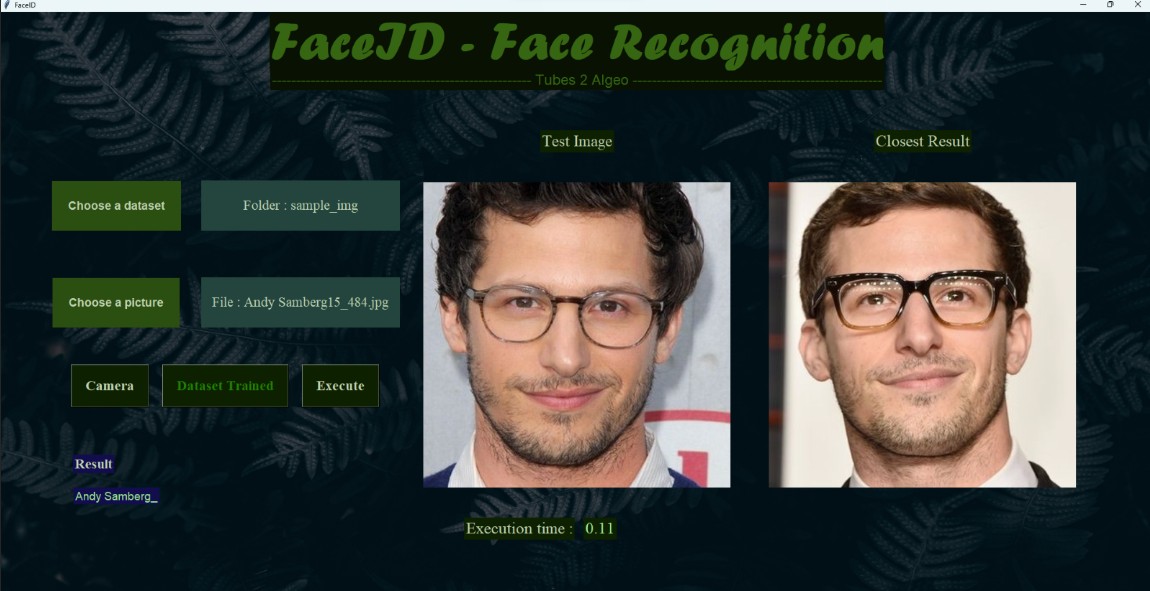 FaceID
FaceID - Face Recognition
Tubes 2 Algeo
Test Image
Closest Result
Choose a dataset
Folder : sample_img
Choose a picture
File : Andy Samberg15_484.jpg
Camera
Dataset Trained
Execute
Result
Andy Samberg_
Execution time : 0.11